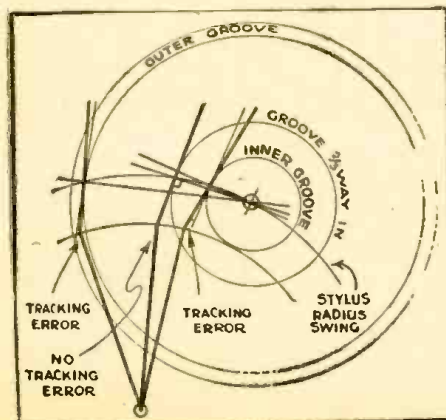 OUTER GROOVE
GROOVE 2/3 WAY IN
INNER GROOVE
TRACKING
ERROR
NO
TRACKING
ERROR
TRACKING
ERROR
STYLUS
RADIUS
SWING